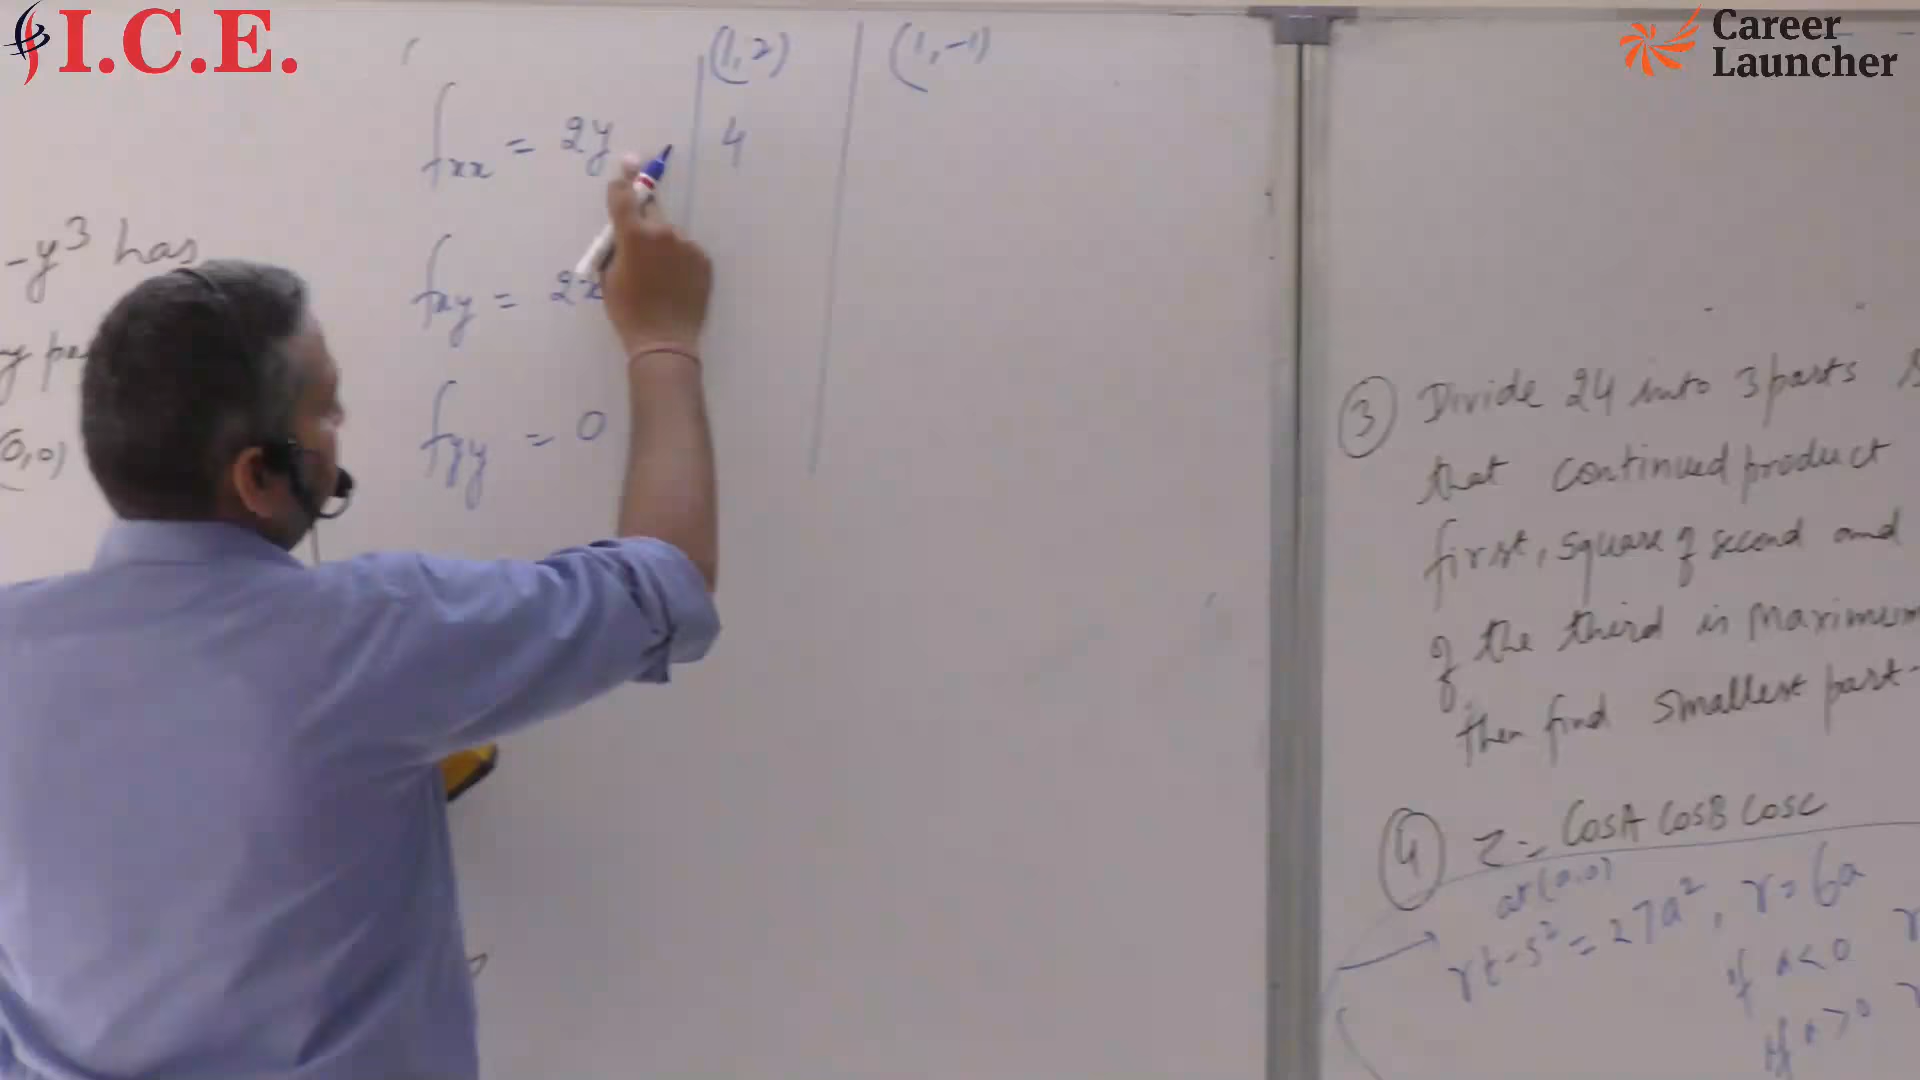 I.C.E.
Career
Launcher
(1,2) (1,-1)
fxx = 2y 4
fxy = 2x
fyy = 0
-y³ has
(0,0)
③ Divide 24 into 3 parts
that continued product
first, square of second and
of the third is maximum
then find smallest part-
④ z = CosA cosB cosC
at (a,a)
rt-s² = 27a², r = 6a
if a<0
if a>0